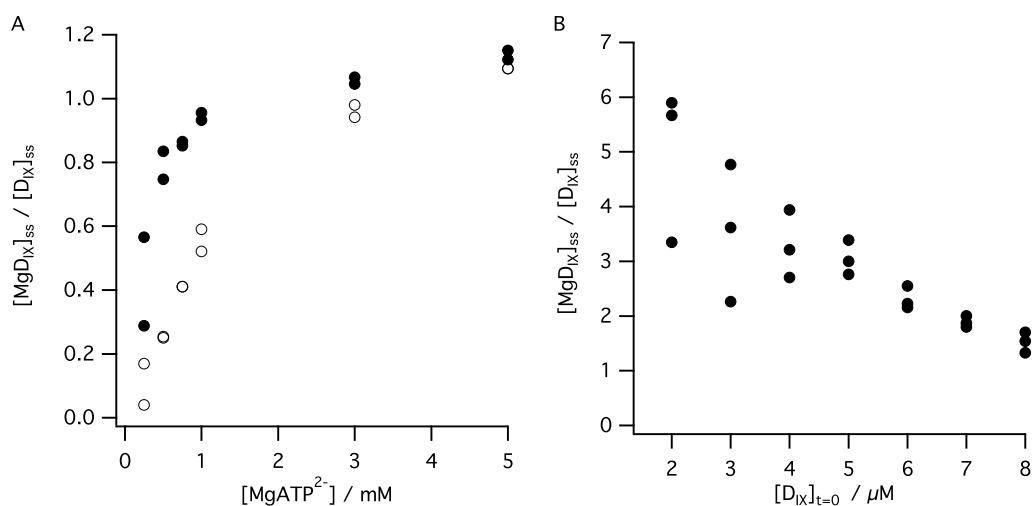 A
1.2
1.0
0.8
0.6
0.4
0.2
0.0
[MgD_IX]_ss / [D_IX]_ss
0 1 2 3 4 5
[MgATP^2-] / mM
B
7
6
5
4
3
2
1
0
[MgD_IX]_ss / [D_IX]_ss
2 3 4 5 6 7 8
[D_IX]_t=0 / µM